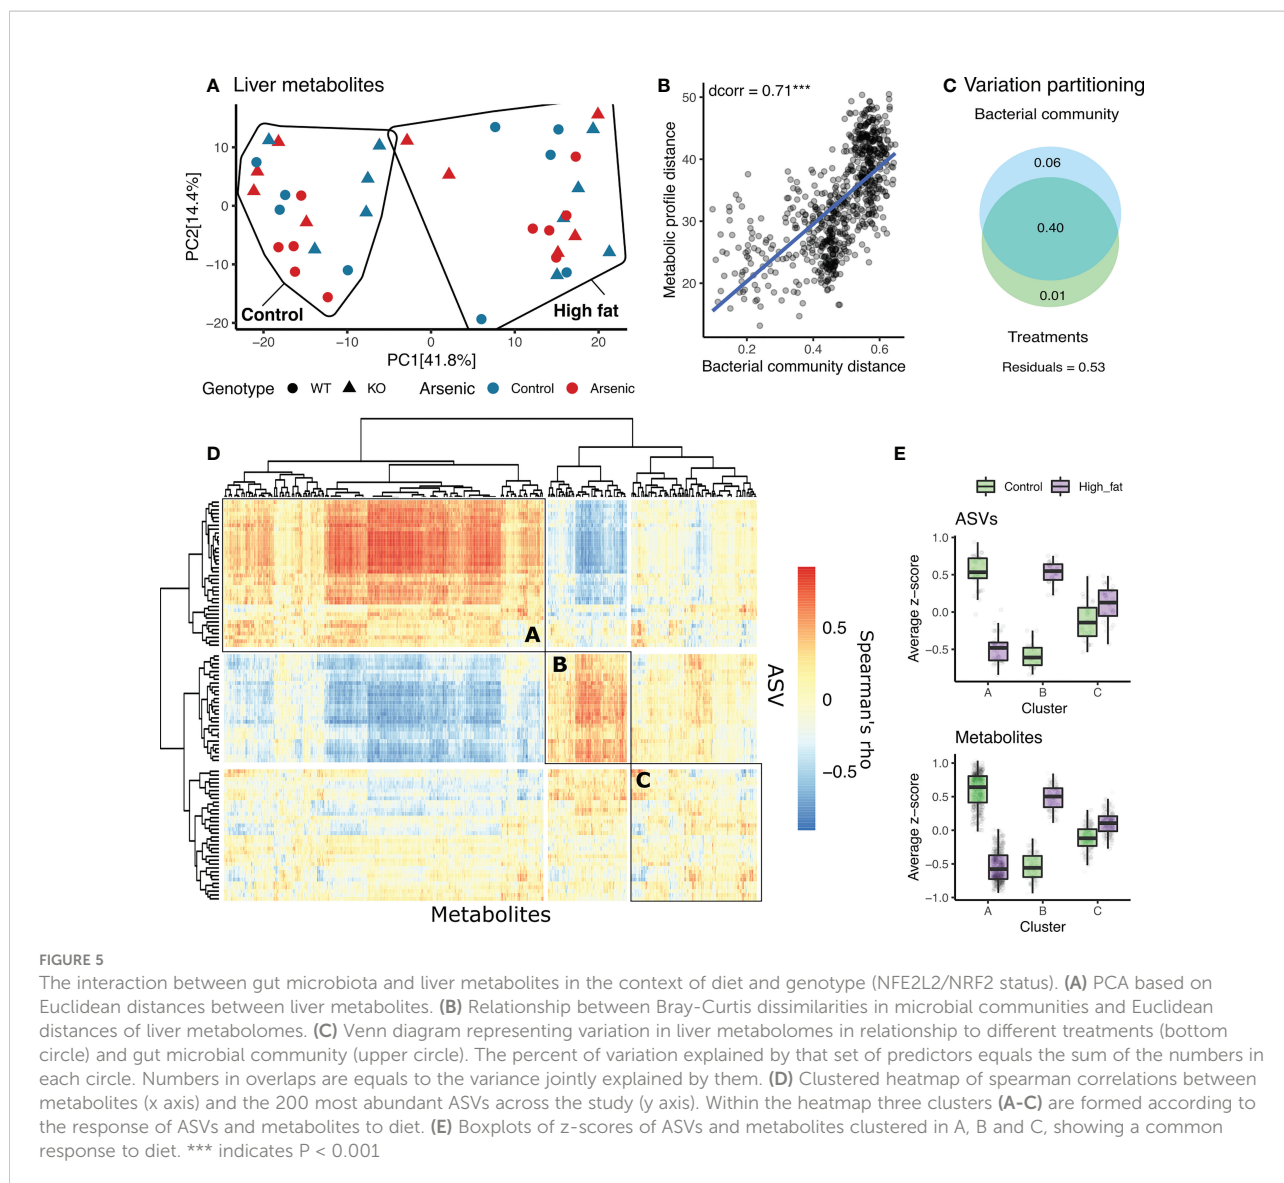 A Liver metabolites
PC2[14.4%]
10
0
−10
−20
−20
−10
0
10
20
PC1[41.8%]
Control
High fat
Genotype WT KO Arsenic Control Arsenic
B
dcorr = 0.71***
Metabolic profile distance
50
40
30
20
0.2
0.4
0.6
Bacterial community distance
C Variation partitioning
Bacterial community
0.06
0.40
0.01
Treatments
Residuals = 0.53
D
A
B
C
Metabolites
ASV
Spearman's rho
0.5
0
−0.5
E
Control High_fat
ASVs
Average z−score
1.0
0.5
0.0
−0.5
A B C
Cluster
Metabolites
Average z−score
1.0
0.5
0.0
−0.5
−1.0
A B C
Cluster
FIGURE 5
The interaction between gut microbiota and liver metabolites in the context of diet and genotype (NFE2L2/NRF2 status). (A) PCA based on
Euclidean distances between liver metabolites. (B) Relationship between Bray-Curtis dissimilarities in microbial communities and Euclidean
distances of liver metabolomes. (C) Venn diagram representing variation in liver metabolomes in relationship to different treatments (bottom
circle) and gut microbial community (upper circle). The percent of variation explained by that set of predictors equals the sum of the numbers in
each circle. Numbers in overlaps are equals to the variance jointly explained by them. (D) Clustered heatmap of spearman correlations between
metabolites (x axis) and the 200 most abundant ASVs across the study (y axis). Within the heatmap three clusters (A-C) are formed according to
the response of ASVs and metabolites to diet. (E) Boxplots of z-scores of ASVs and metabolites clustered in A, B and C, showing a common
response to diet. *** indicates P < 0.001